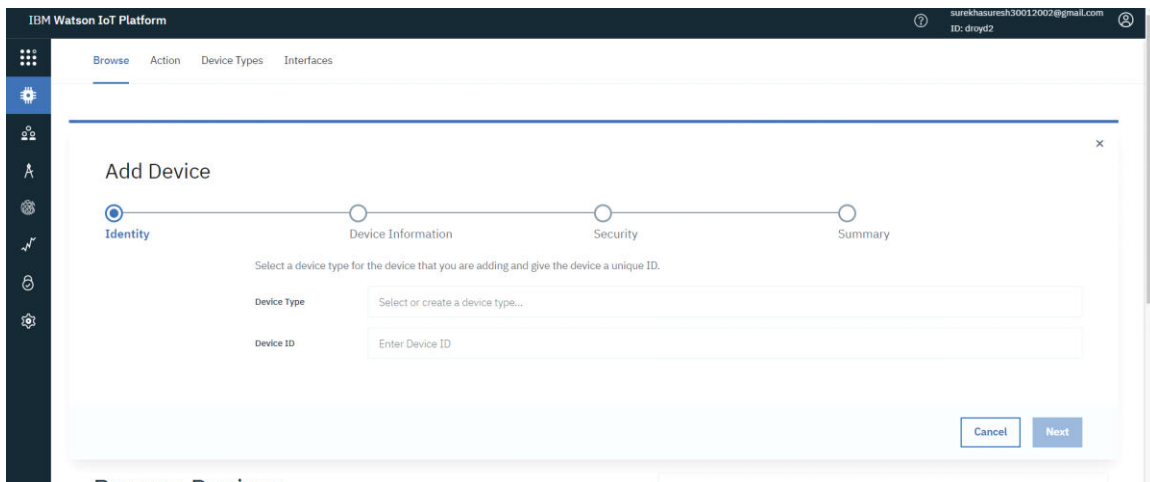 IBM Watson IoT Platform
surekhasuresh30012002@gmail.com
ID: droyd2
Browse Action Device Types Interfaces
Add Device
Identity Device Information Security Summary
Select a device type for the device that you are adding and give the device a unique ID.
Device Type Select or create a device type...
Device ID Enter Device ID
Cancel Next